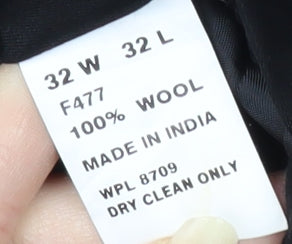 32 W 32 L
F477
100% WOOL
MADE IN INDIA
WPL 8709
DRY CLEAN ONLY